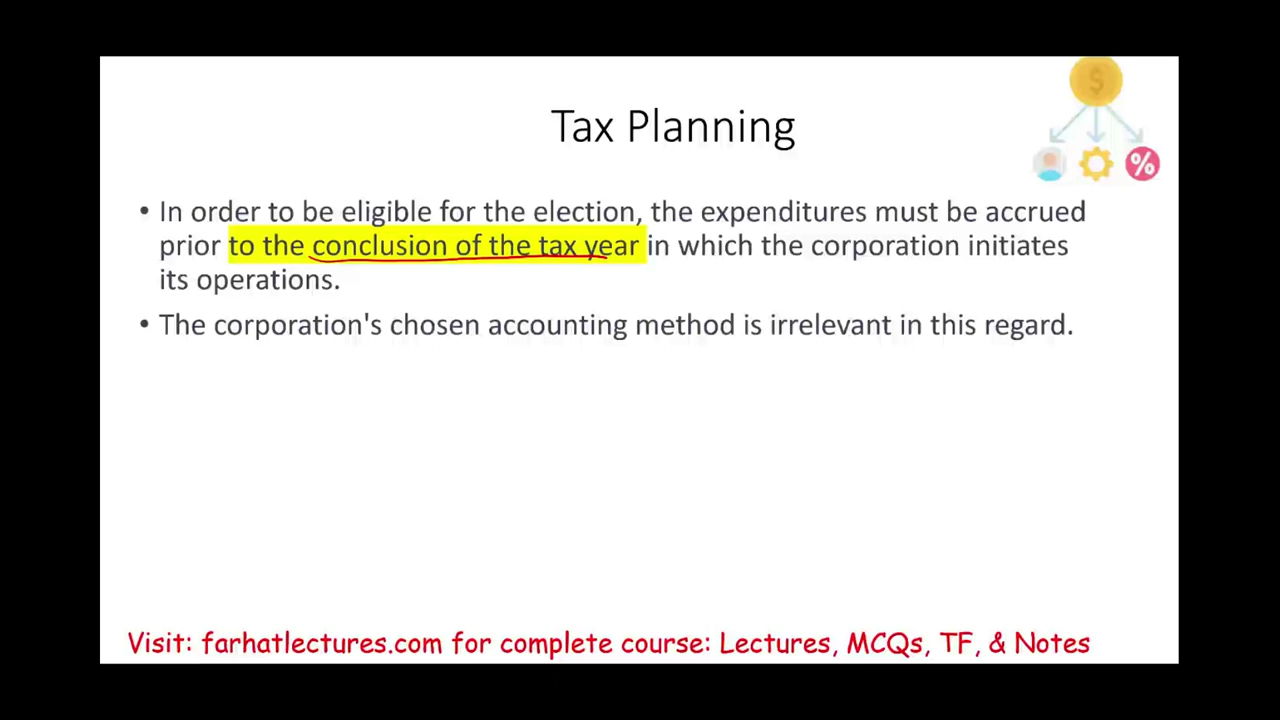 $
%
Tax Planning
• In order to be eligible for the election, the expenditures must be accrued
prior to the conclusion of the tax year in which the corporation initiates
its operations.
• The corporation's chosen accounting method is irrelevant in this regard.
Visit: farhatlectures.com for complete course: Lectures, MCQs, TF, & Notes